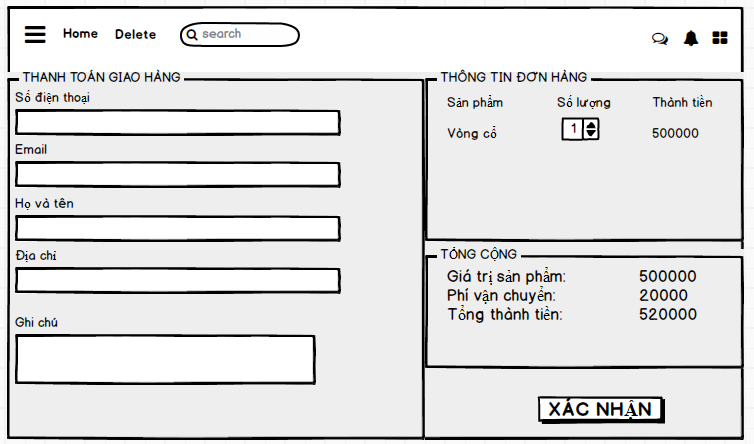 Home Delete search
THANH TOÁN GIAO HÀNG
Số điện thoại
Email
Họ và tên
Địa chỉ
Ghi chú
THÔNG TIN ĐƠN HÀNG
Sản phẩm Số lượng Thành tiền
Vòng cổ 1 500000
TỔNG CỘNG
Giá trị sản phẩm: 500000
Phí vận chuyển: 20000
Tổng thành tiền: 520000
XÁC NHẬN